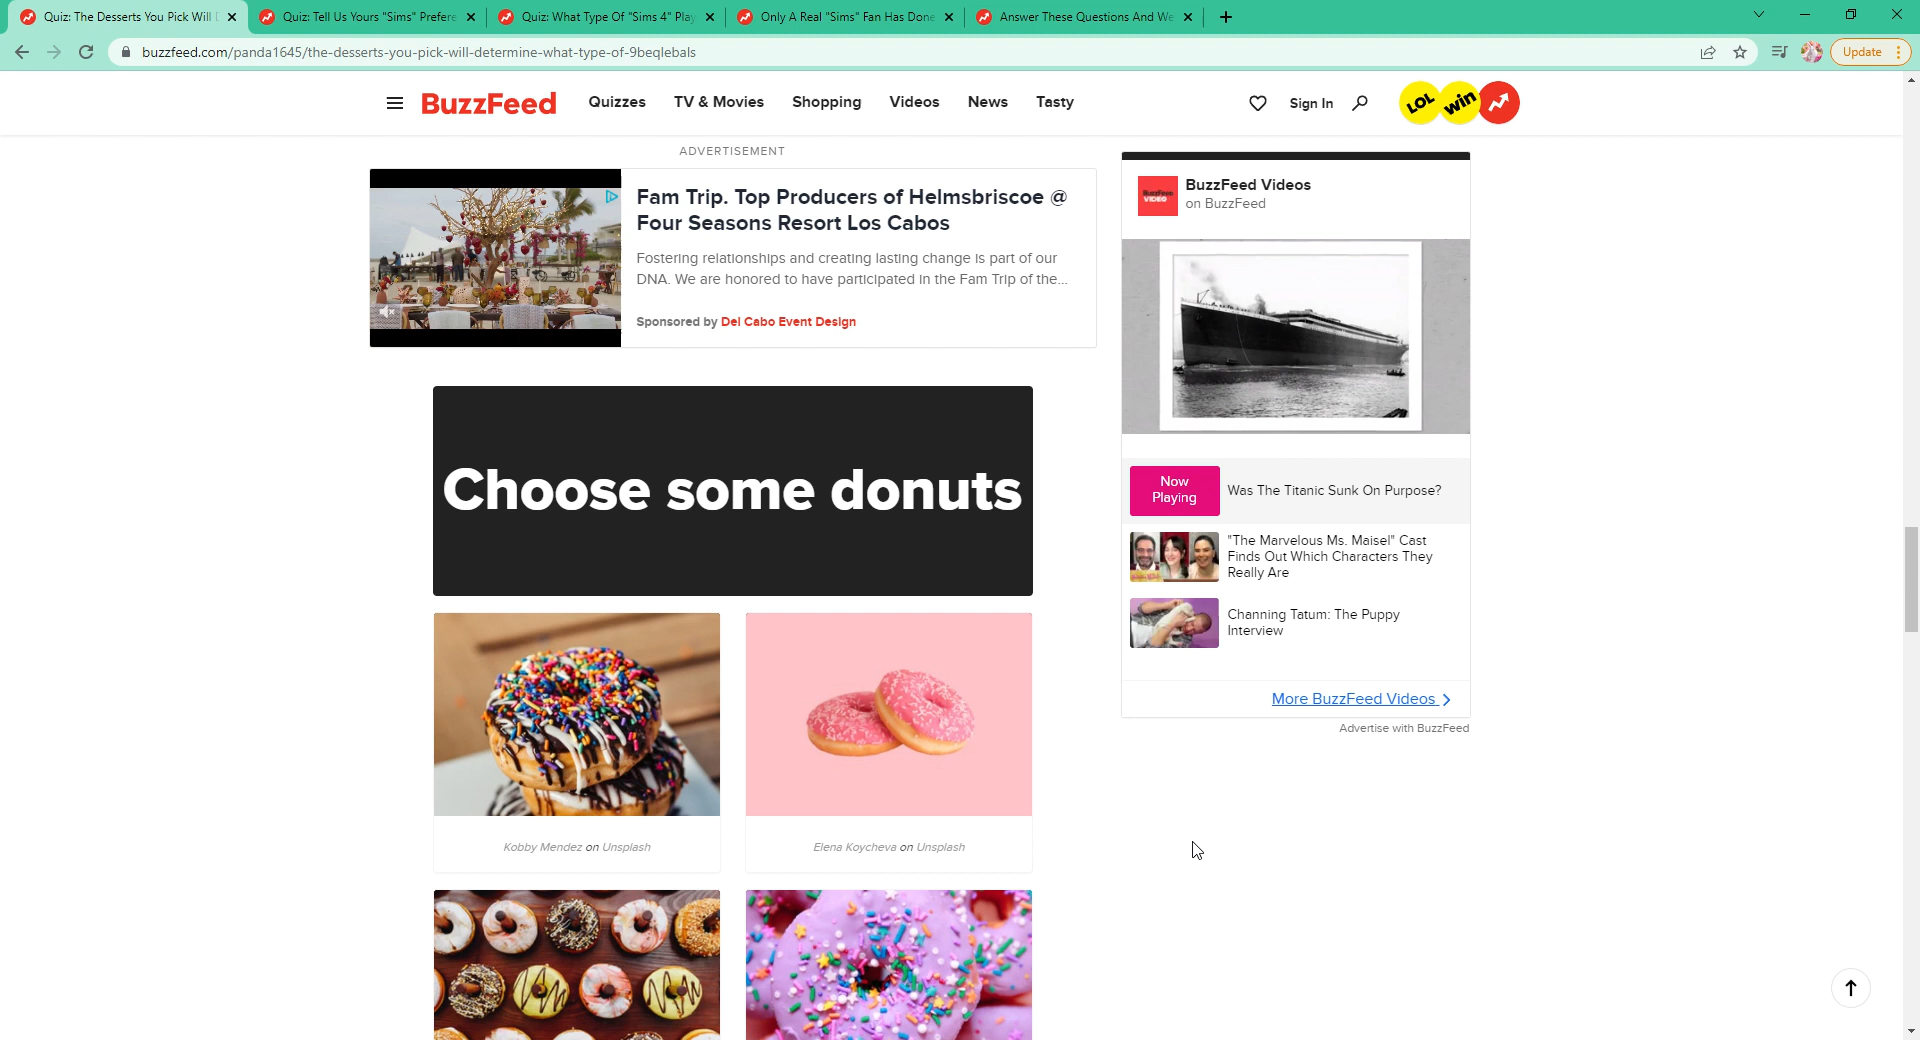 Quiz: The Desserts You Pick Will D
Quiz: Tell Us Yours "Sims" Prefere
Quiz: What Type Of "Sims 4" Play
Only A Real "Sims" Fan Has Done
Answer These Questions And We
buzzfeed.com/panda1645/the-desserts-you-pick-will-determine-what-type-of-9beqlebals
Update
BuzzFeed
Quizzes
TV & Movies
Shopping
Videos
News
Tasty
Sign In
LOL
win
ADVERTISEMENT
Fam Trip. Top Producers of Helmsbriscoe @
Four Seasons Resort Los Cabos
Fostering relationships and creating lasting change is part of our
DNA. We are honored to have participated in the Fam Trip of the...
Sponsored by Del Cabo Event Design
BuzzFeed
VIDEO
BuzzFeed Videos
on BuzzFeed
Now
Playing
Was The Titanic Sunk On Purpose?
"The Marvelous Ms. Maisel" Cast
Finds Out Which Characters They
Really Are
Channing Tatum: The Puppy
Interview
More BuzzFeed Videos
Advertise with BuzzFeed
Choose some donuts
Kobby Mendez on Unsplash
Elena Koycheva on Unsplash